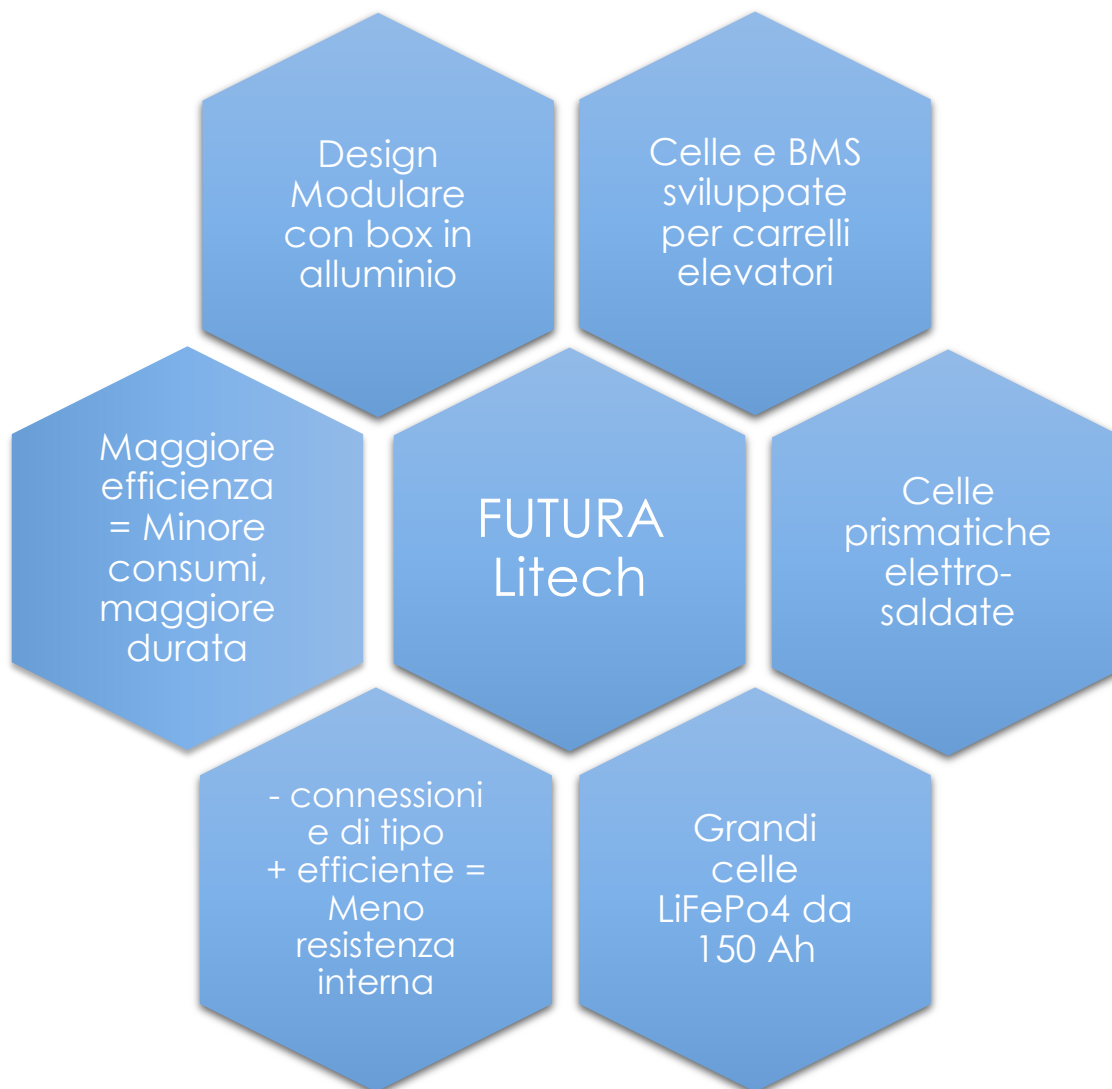 Design
Modulare
con box in
alluminio
Celle e BMS
sviluppate
per carrelli
elevatori
Maggiore
efficienza
= Minore
consumi,
maggiore
durata
FUTURA
Litech
Celle
prismatiche
elettro-
saldate
- connessioni
e di tipo
+ efficiente =
Meno
resistenza
interna
Grandi
celle
LiFePo4 da
150 Ah